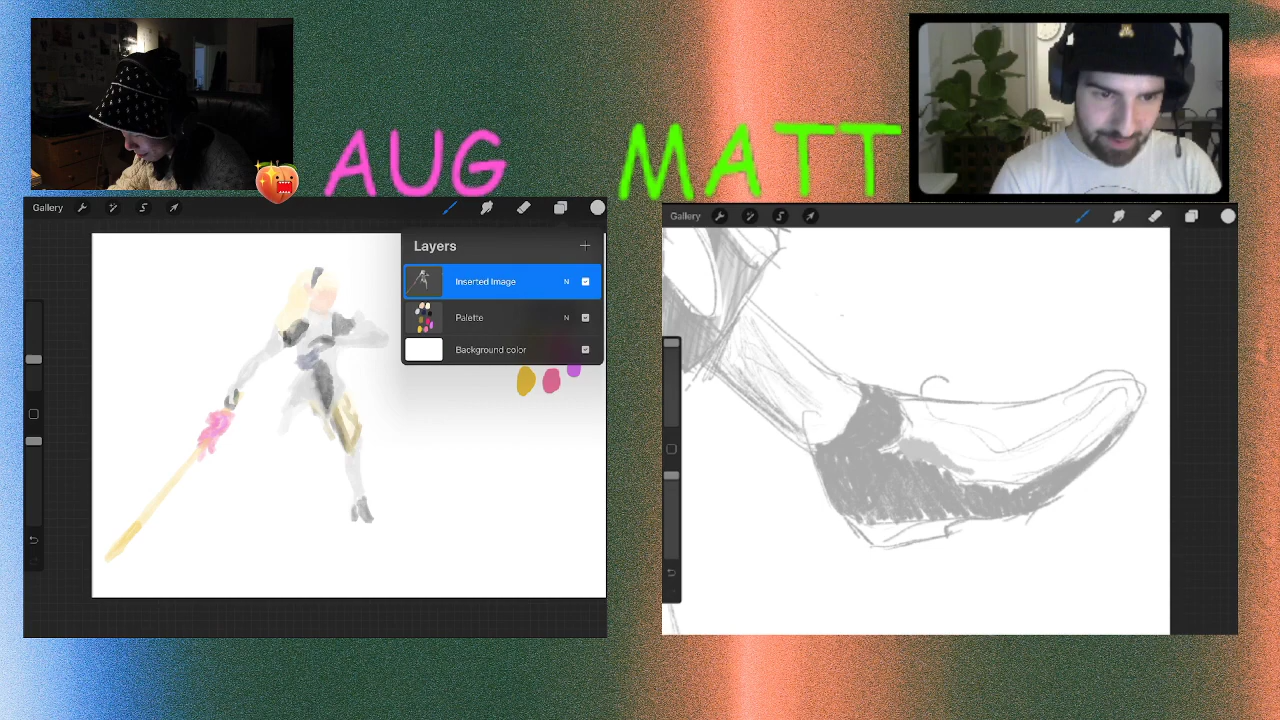 AUG
MATT
Gallery
Layers
Inserted Image N
Palette N
Background color
Gallery